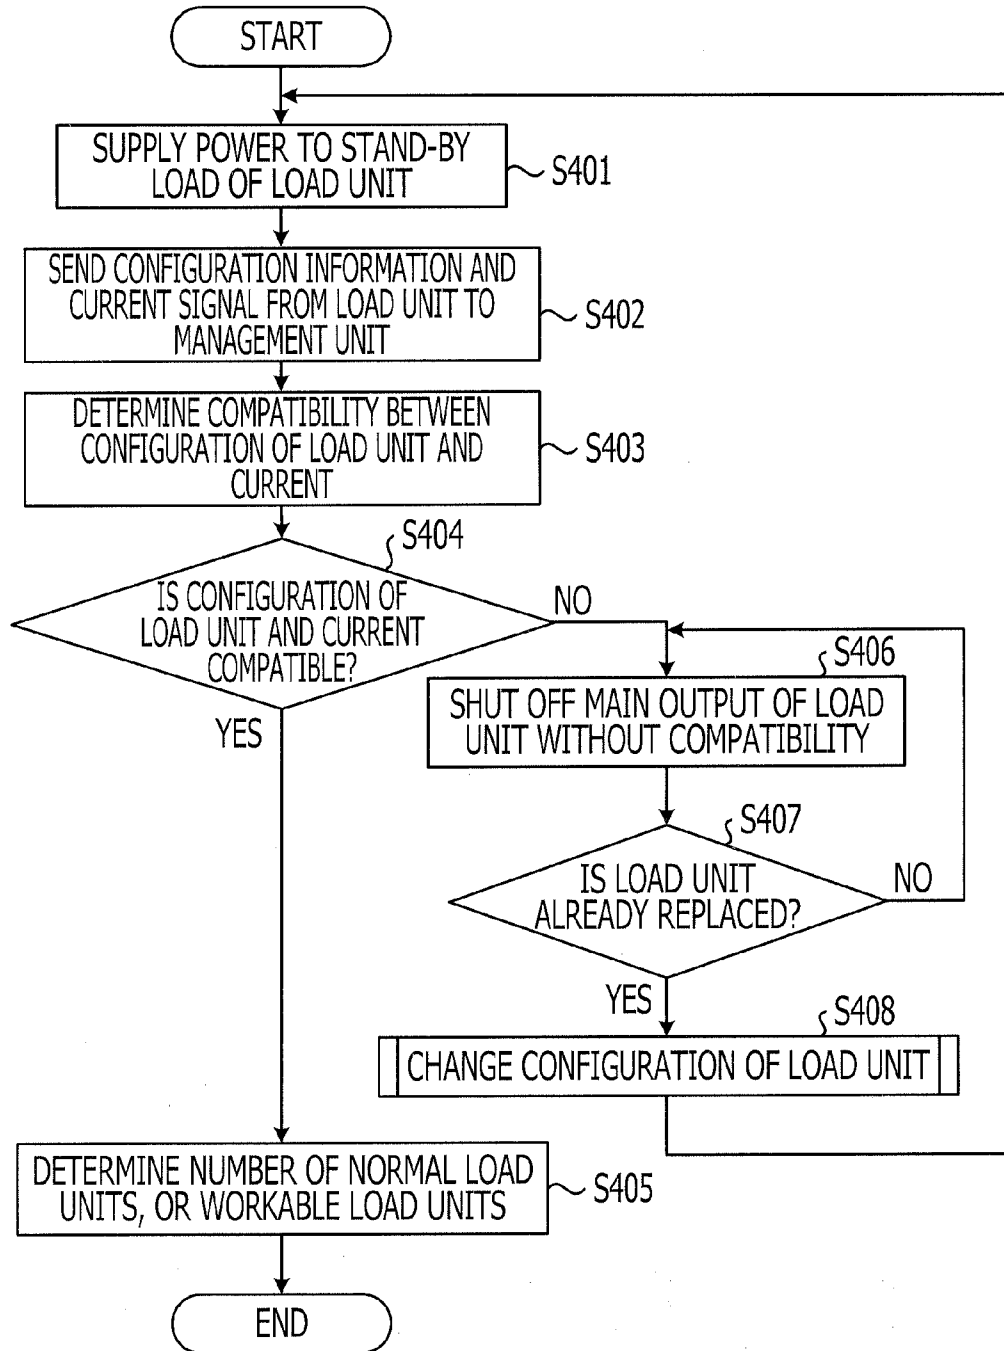 START
SUPPLY POWER TO STAND-BY
LOAD OF LOAD UNIT
S401
SEND CONFIGURATION INFORMATION AND
CURRENT SIGNAL FROM LOAD UNIT TO
MANAGEMENT UNIT
S402
DETERMINE COMPATIBILITY BETWEEN
CONFIGURATION OF LOAD UNIT AND
CURRENT
S403
S404
IS CONFIGURATION OF
LOAD UNIT AND CURRENT
COMPATIBLE?
NO
YES
S406
SHUT OFF MAIN OUTPUT OF LOAD
UNIT WITHOUT COMPATIBILITY
S407
IS LOAD UNIT
ALREADY REPLACED?
NO
YES
S408
CHANGE CONFIGURATION OF LOAD UNIT
DETERMINE NUMBER OF NORMAL LOAD
UNITS, OR WORKABLE LOAD UNITS
S405
END